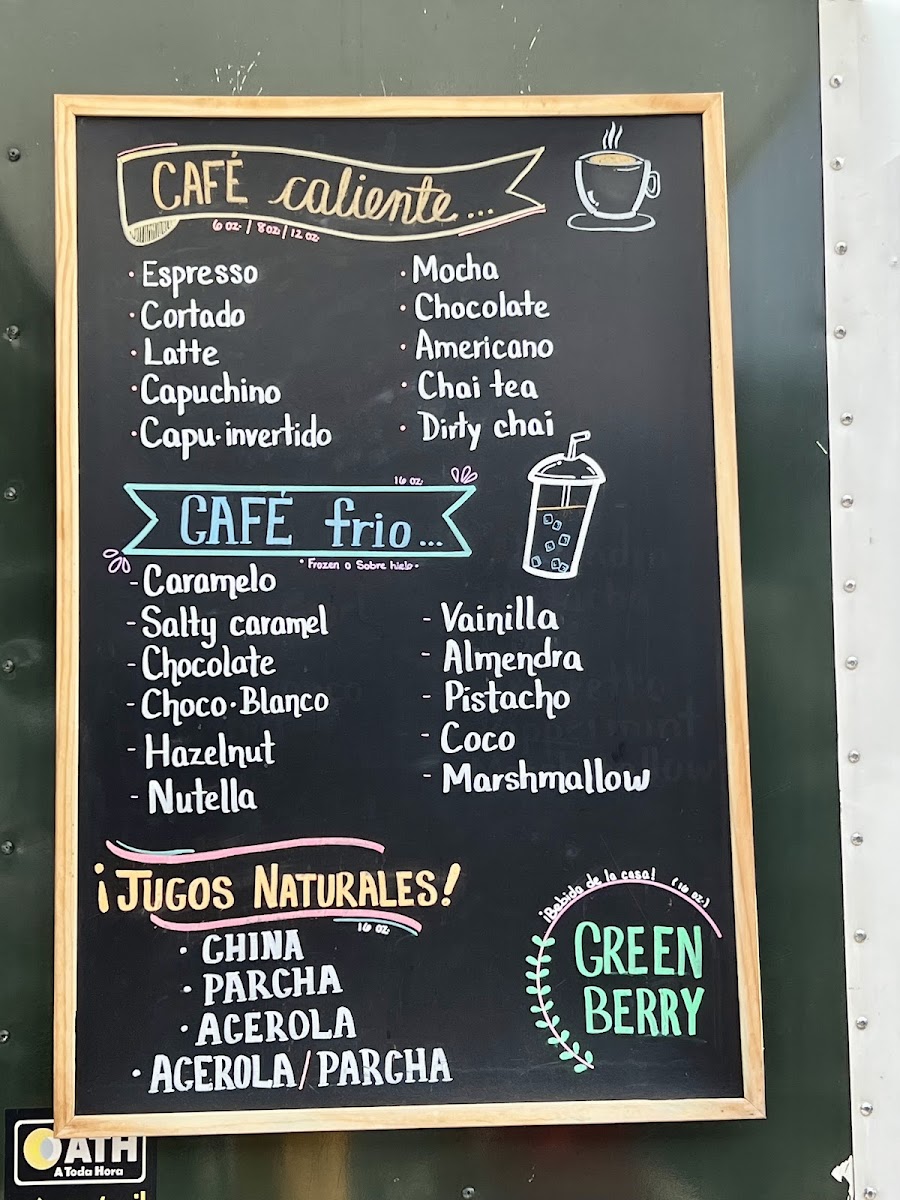 CAFÉ caliente...
6 oz. / 8 oz. / 12 oz.
· Espresso
· Cortado
· Latte
· Capuchino
· Capu·invertido
· Mocha
· Chocolate
· Americano
· Chai tea
· Dirty chai
16 oz.
CAFÉ frio...
· Frozen o Sobre hielo ·
- Caramelo
- Salty caramel
- Chocolate
- Choco·Blanco
- Hazelnut
- Nutella
- Vainilla
- Almendra
- Pistacho
- Coco
- Marshmallow
¡JUGOS NATURALES!
16 oz.
· CHINA
· PARCHA
· ACEROLA
· ACEROLA/PARCHA
¡Bebida de la casa! (16 oz.)
GREEN
BERRY
ATH
A Toda Hora